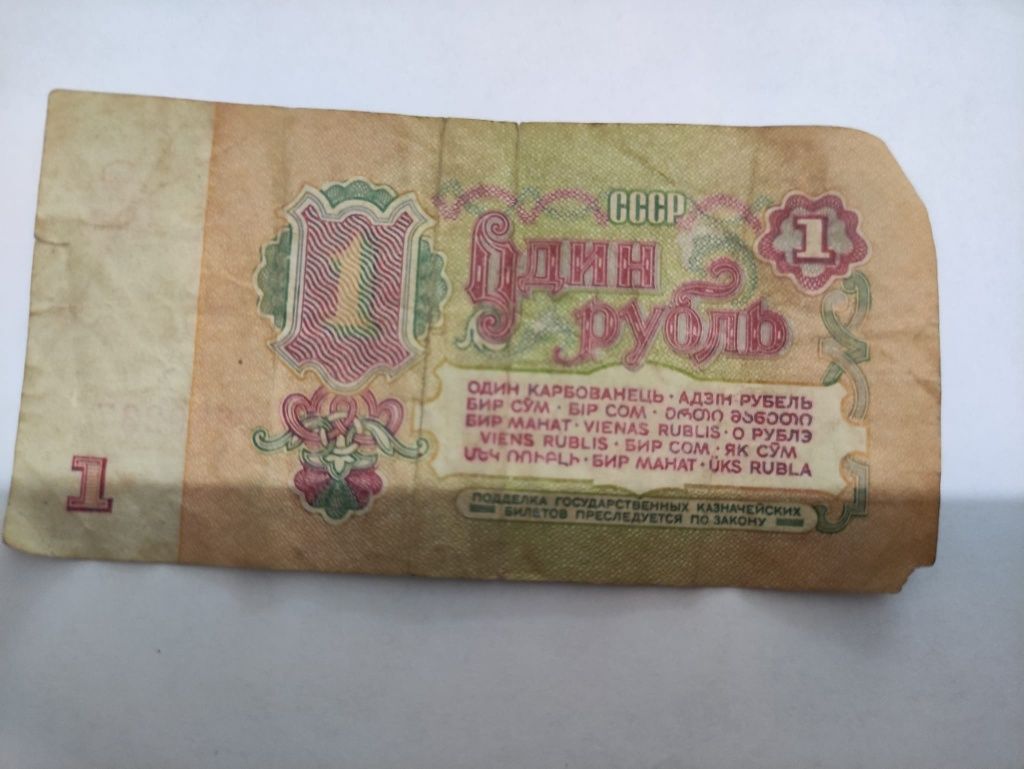 1
СССР
1
Один
рубль
ОДИН КАРБОВАНЕЦЬ · АДЗІН РУБЕЛЬ
БИР СЎМ · БІР СОМ · ᲔᲠᲗᲘ ᲛᲐᲜᲔᲗᲘ
БИР МАНАТ · VIENAS RUBLIS · О РУБЛЭ
VIENS RUBLIS · БИР СОМ · ЯК СӮМ
ՄԵԿ ՌՈՒԲԼԻ · БИР МАНАТ · ÜKS RUBLA
1
ПОДДЕЛКА ГОСУДАРСТВЕННЫХ КАЗНАЧЕЙСКИХ
БИЛЕТОВ ПРЕСЛЕДУЕТСЯ ПО ЗАКОНУ